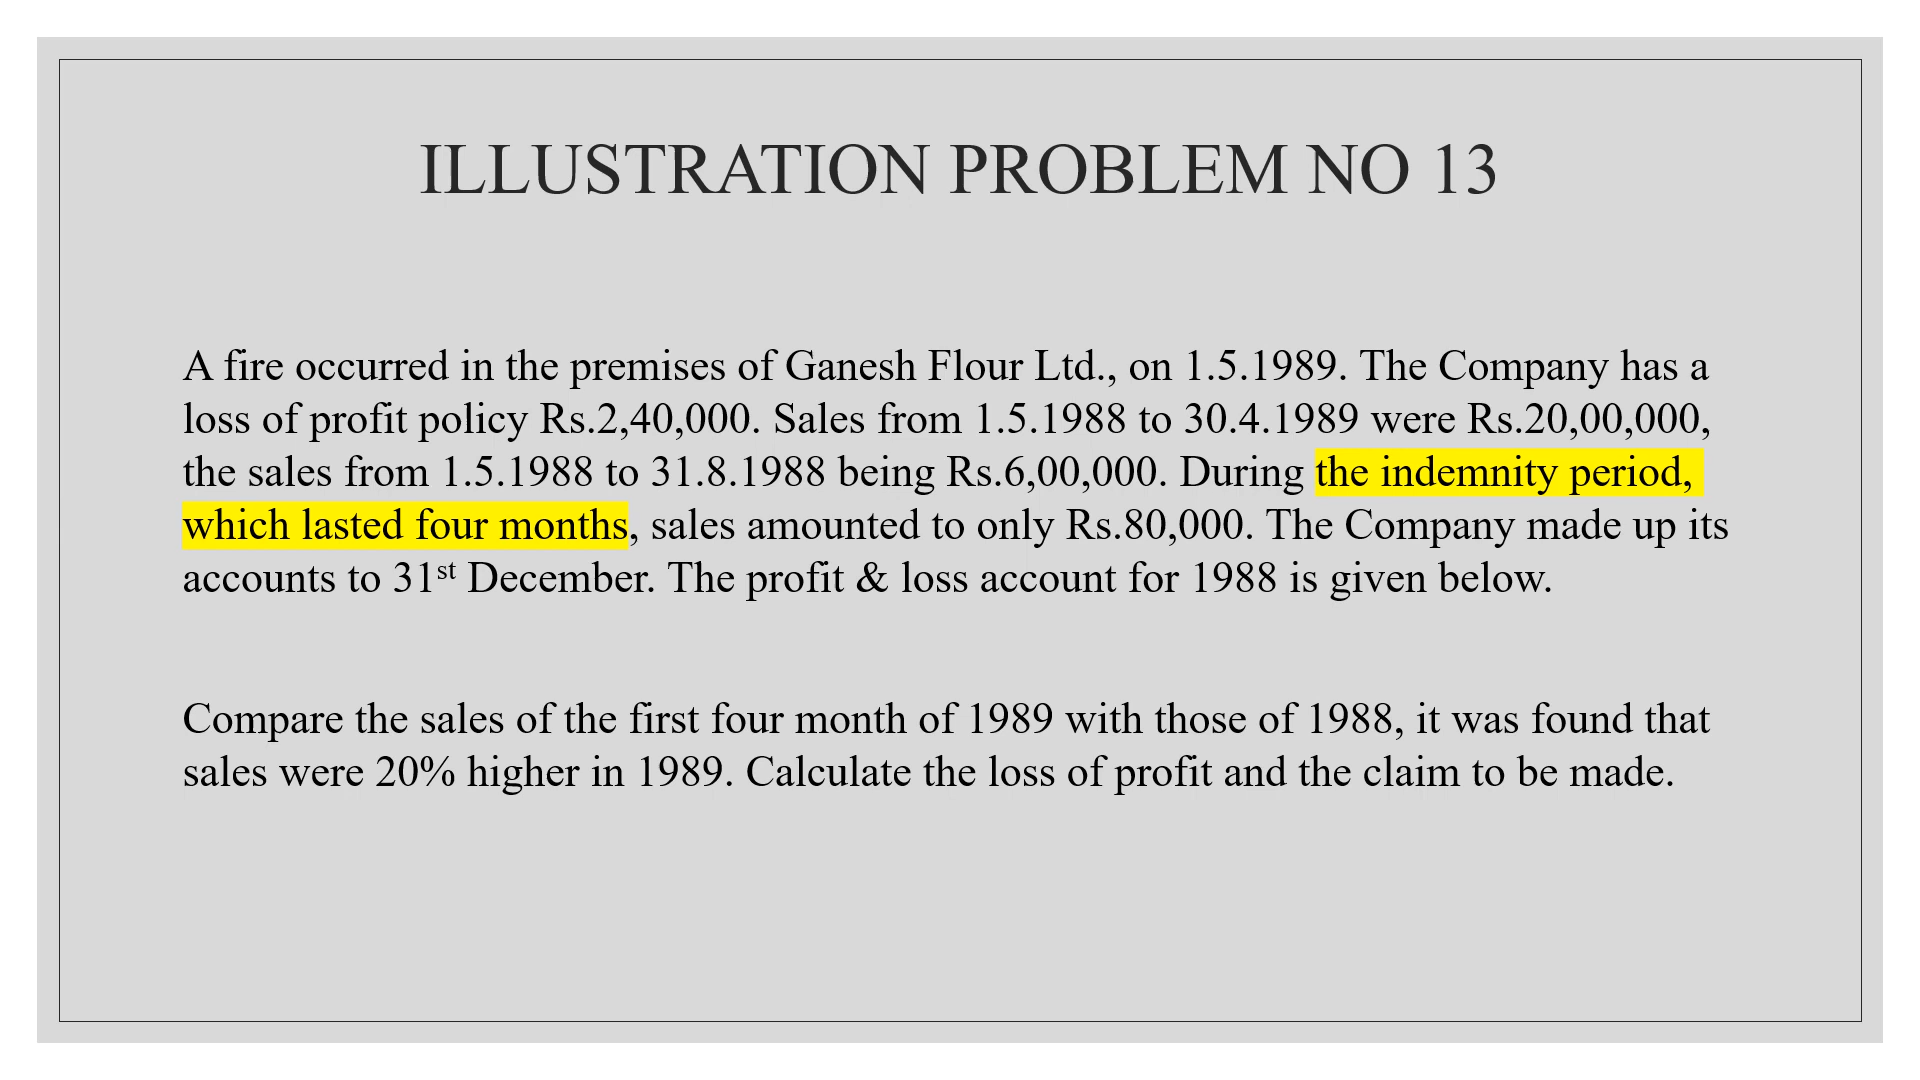 ILLUSTRATION PROBLEM NO 13
A fire occurred in the premises of Ganesh Flour Ltd., on 1.5.1989. The Company has a
loss of profit policy Rs.2,40,000. Sales from 1.5.1988 to 30.4.1989 were Rs.20,00,000,
the sales from 1.5.1988 to 31.8.1988 being Rs.6,00,000. During the indemnity period,
which lasted four months, sales amounted to only Rs.80,000. The Company made up its
accounts to 31st December. The profit & loss account for 1988 is given below.
Compare the sales of the first four month of 1989 with those of 1988, it was found that
sales were 20% higher in 1989. Calculate the loss of profit and the claim to be made.